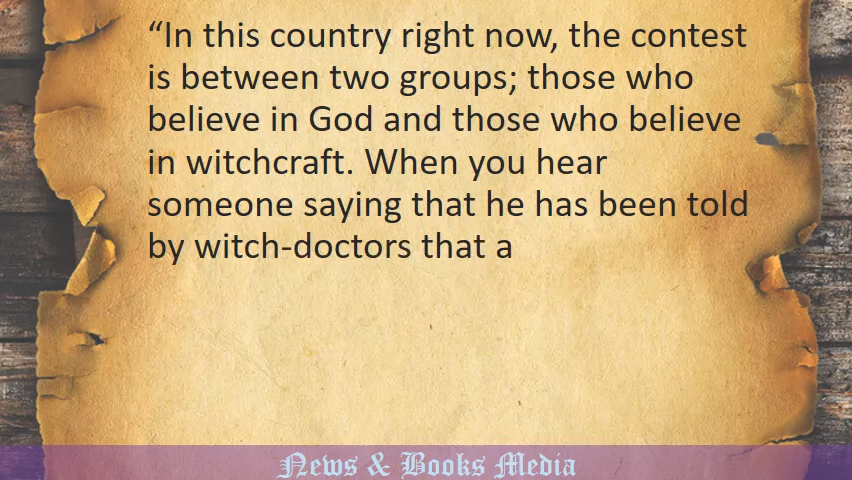 “In this country right now, the contest
is between two groups; those who
believe in God and those who believe
in witchcraft. When you hear
someone saying that he has been told
by witch-doctors that a
News & Books Media